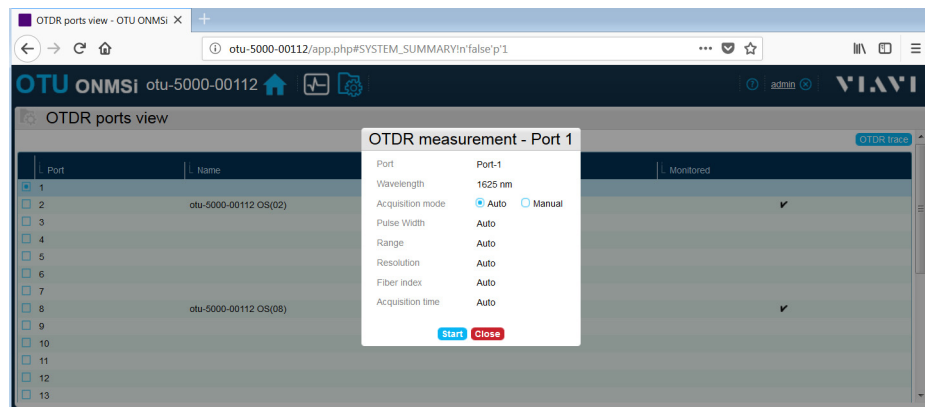 OTDR ports view - OTU ONMSi
otu-5000-00112/app.php#SYSTEM_SUMMARY!n'false'p'1
OTU ONMSi otu-5000-00112
admin
VIAVI
OTDR ports view
OTDR trace
Port Name Monitored
1
2 otu-5000-00112 OS(02)
3
4
5
6
7
8 otu-5000-00112 OS(08)
9
10
11
12
13
OTDR measurement - Port 1
Port Port-1
Wavelength 1625 nm
Acquisition mode Auto Manual
Pulse Width Auto
Range Auto
Resolution Auto
Fiber index Auto
Acquisition time Auto
Start Close